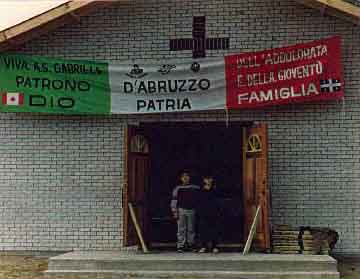 VIVA S. GABRIELE
PATRONO
DIO
D'ABRUZZO
PATRIA
DELL'ADDOLORATA
E DELLA GIOVENTÙ
FAMIGLIA